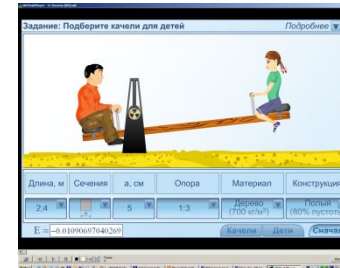 Задание: Подберите качели для детей Подробнее
Длина, м Сечения а, см Опора Материал Конструкция
2,4 5 1:3 Дерево (700 кг/м³) Полый (80% пустоты
E = -0.01090697040269
Качели Дети Сначал